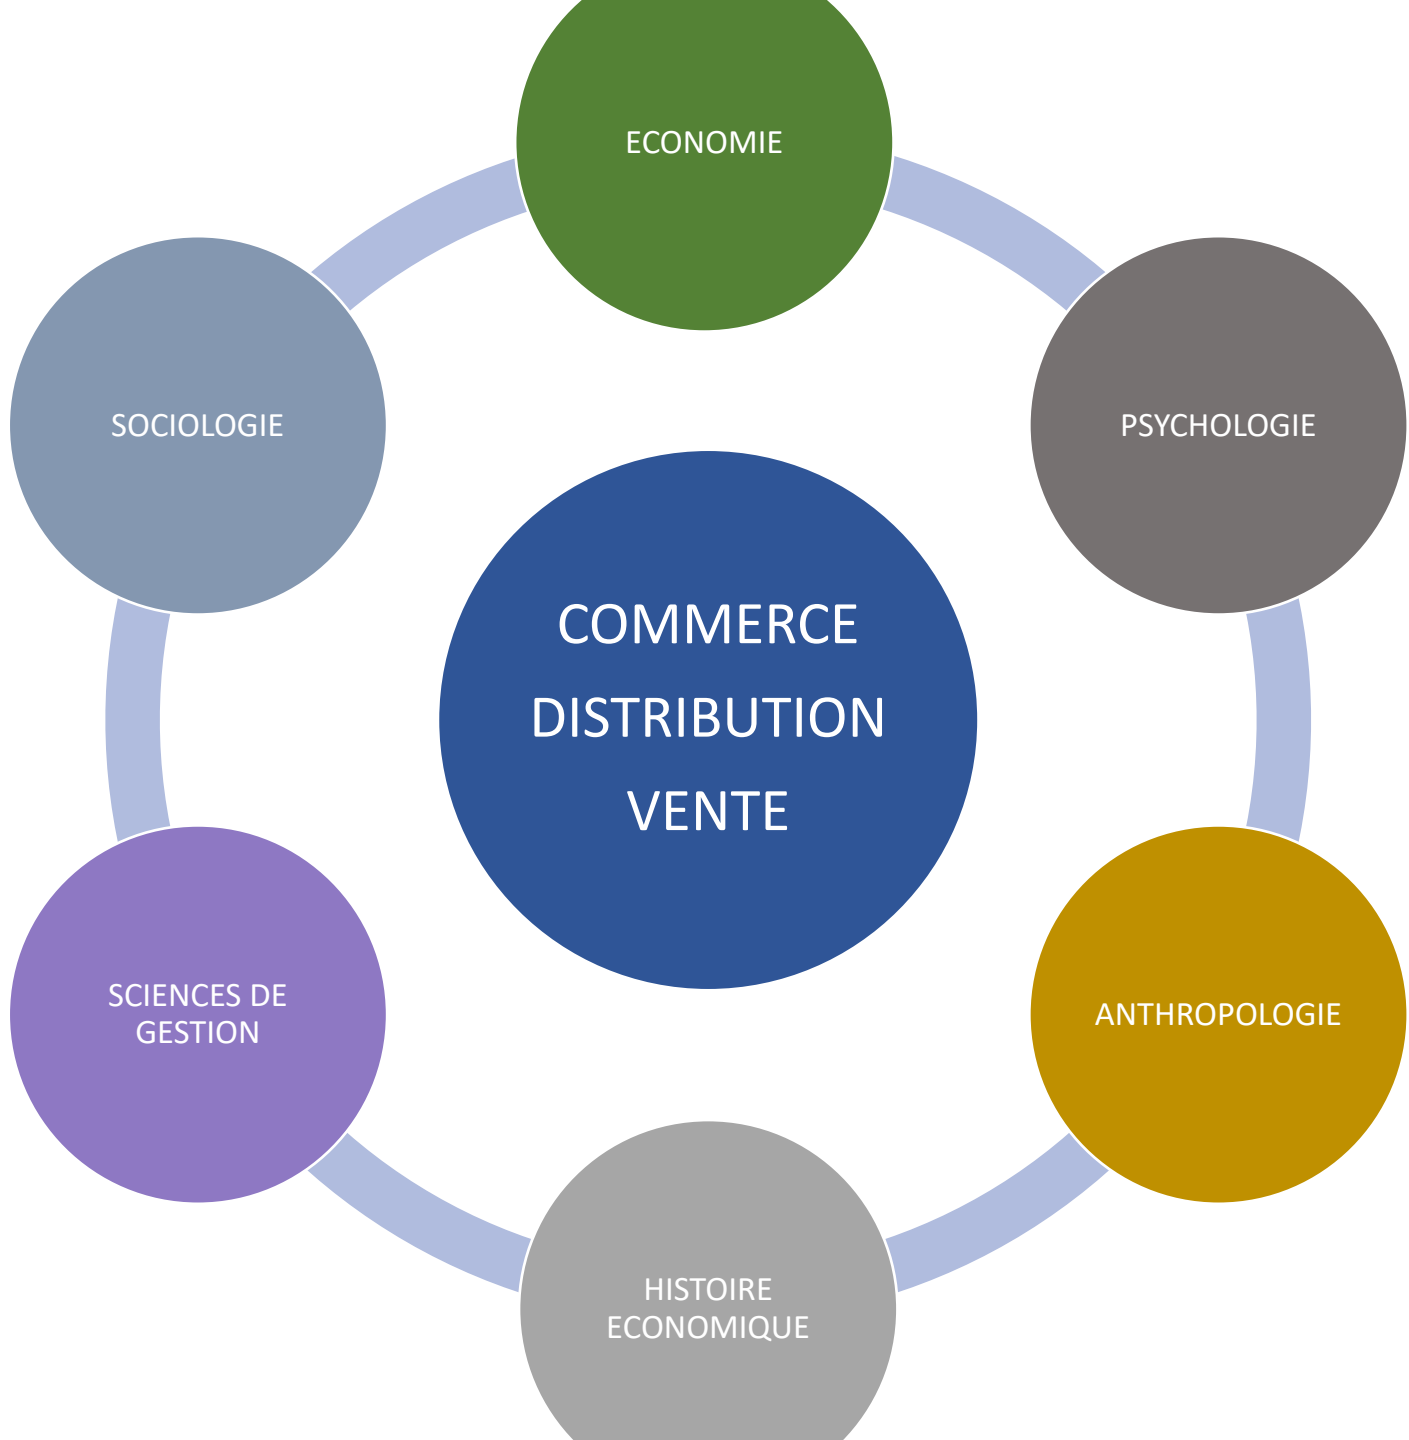 ECONOMIE
SOCIOLOGIE
PSYCHOLOGIE
COMMERCE
DISTRIBUTION
VENTE
SCIENCES DE
GESTION
ANTHROPOLOGIE
HISTOIRE
ECONOMIQUE